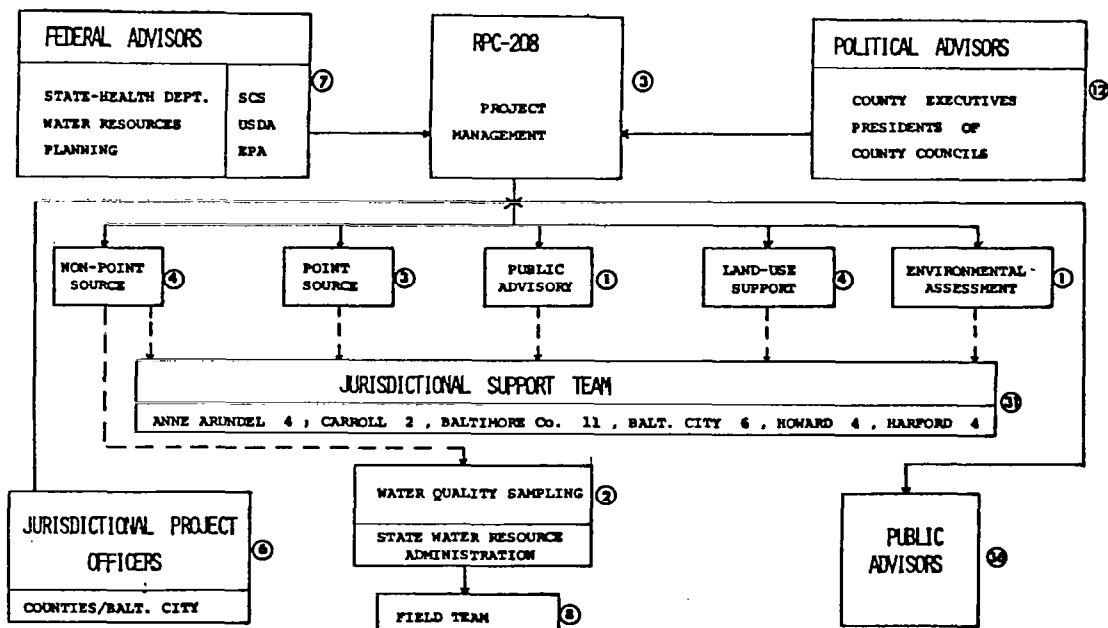 FEDERAL ADVISORS
STATE-HEALTH DEPT.
WATER RESOURCES
PLANNING
SCS
USDA
EPA
7
RPC-208
PROJECT
MANAGEMENT
3
POLITICAL ADVISORS
COUNTY EXECUTIVES
PRESIDENTS OF
COUNTY COUNCILS
12
NON-POINT
SOURCE
4
POINT
SOURCE
3
PUBLIC
ADVISORY
1
LAND-USE
SUPPORT
4
ENVIRONMENTAL-
ASSESSMENT
1
JURISDICTIONAL SUPPORT TEAM
ANNE ARUNDEL 4 ; CARROLL 2 , BALTIMORE Co. 11 , BALT. CITY 6 , HOWARD 4 , HARFORD 4
31
WATER QUALITY SAMPLING
STATE WATER RESOURCE
ADMINISTRATION
2
FIELD TEAM
8
JURISDICTIONAL PROJECT
OFFICERS
COUNTIES/BALT. CITY
6
PUBLIC
ADVISORS